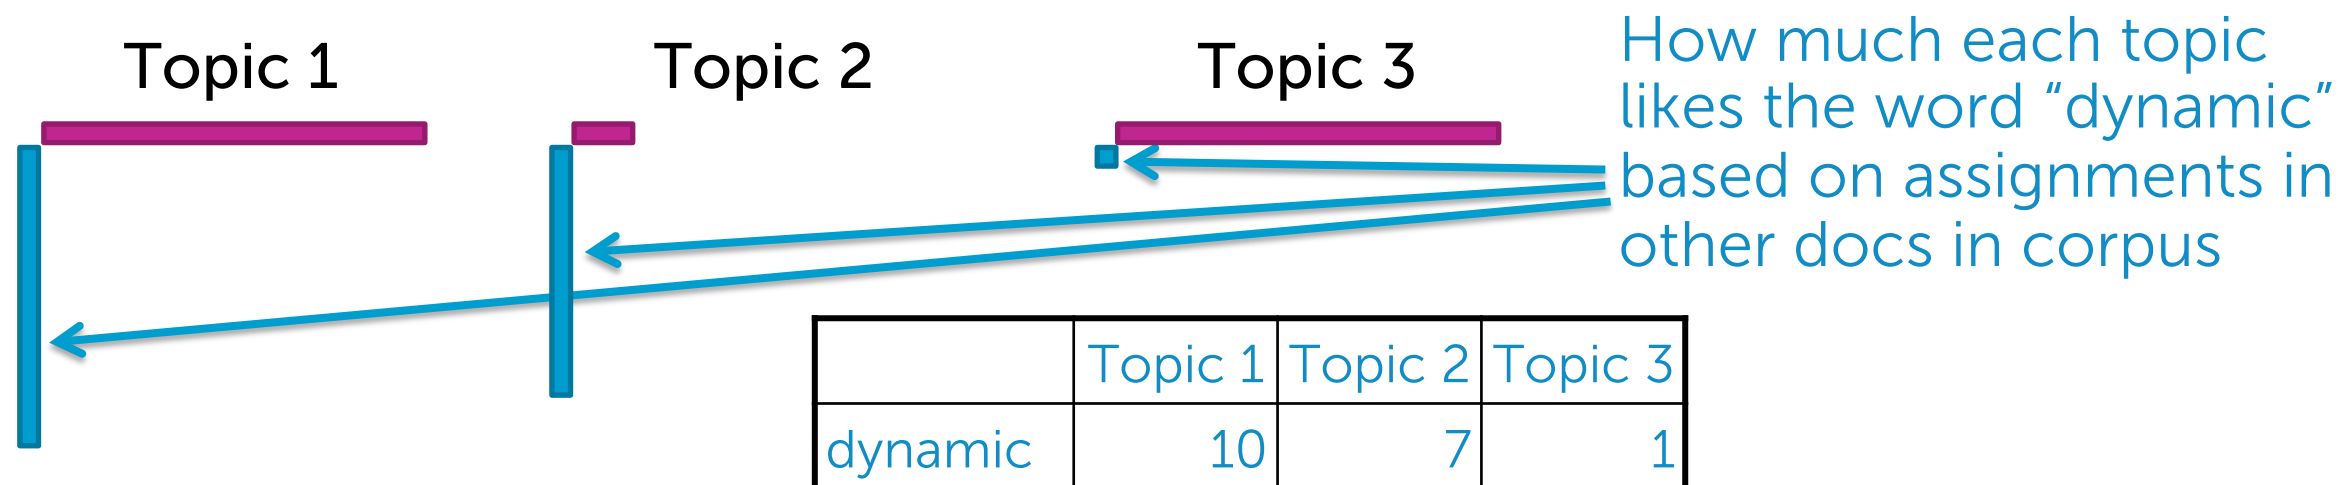 Topic 1 Topic 2 Topic 3
How much each topic
likes the word “dynamic”
based on assignments in
other docs in corpus
Topic 1 Topic 2 Topic 3
dynamic 10 7 1